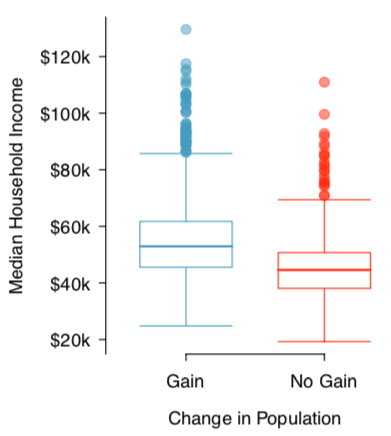 Median Household Income
$120k
$100k
$80k
$60k
$40k
$20k
Gain
No Gain
Change in Population